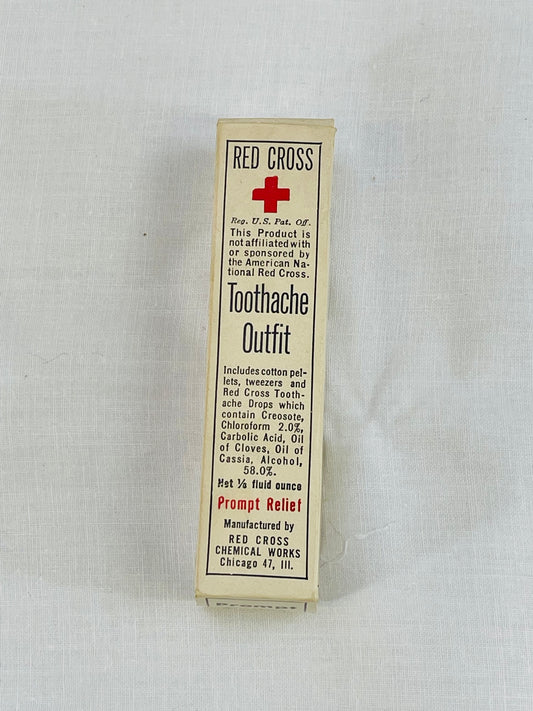 RED CROSS
Reg. U.S. Pat. Off.
This Product is
not affiliated with
or sponsored by
the American Na-
tional Red Cross.
Toothache
Outfit
Includes cotton pel-
lets, tweezers and
Red Cross Tooth-
ache Drops which
contain Creosote,
Chloroform 2.0%,
Carbolic Acid, Oil
of Cloves, Oil of
Cassia, Alcohol,
58.0%.
Net ⅛ fluid ounce
Prompt Relief
Manufactured by
RED CROSS
CHEMICAL WORKS
Chicago 47, Ill.
Prompt